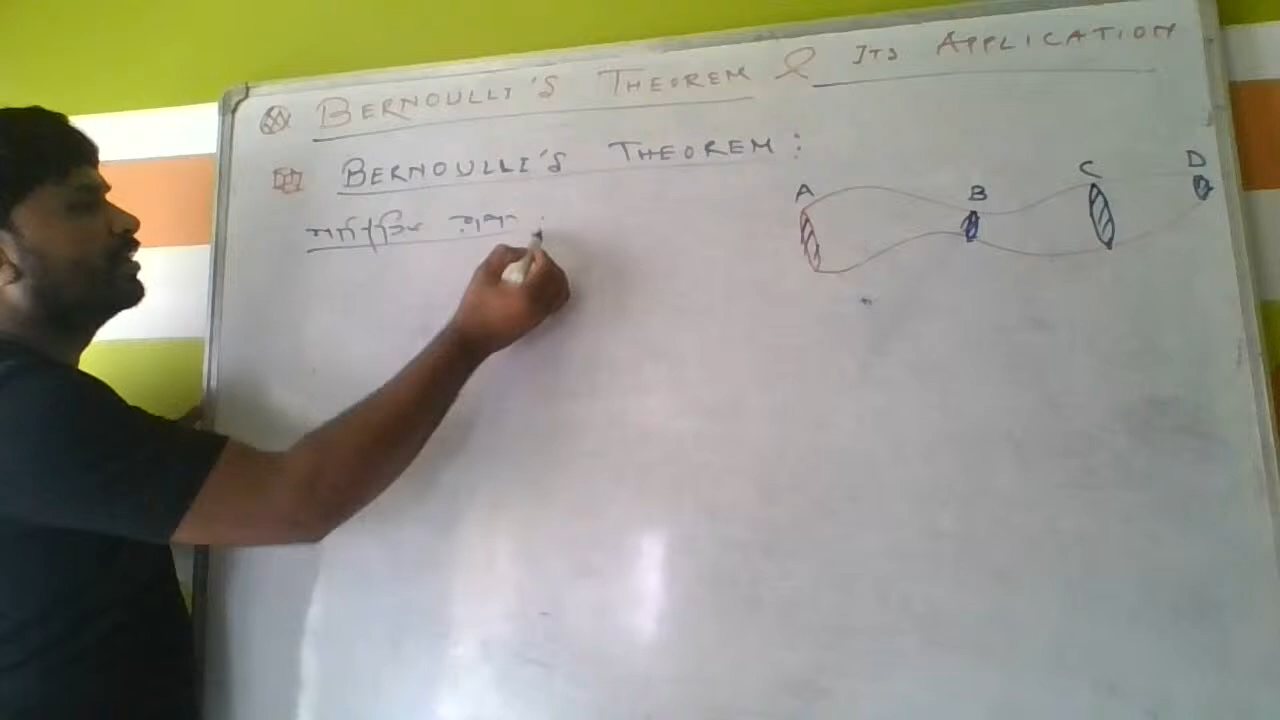 BERNOULLI'S THEOREM & ITS APPLICATION
BERNOULLI'S THEOREM :
A B C D